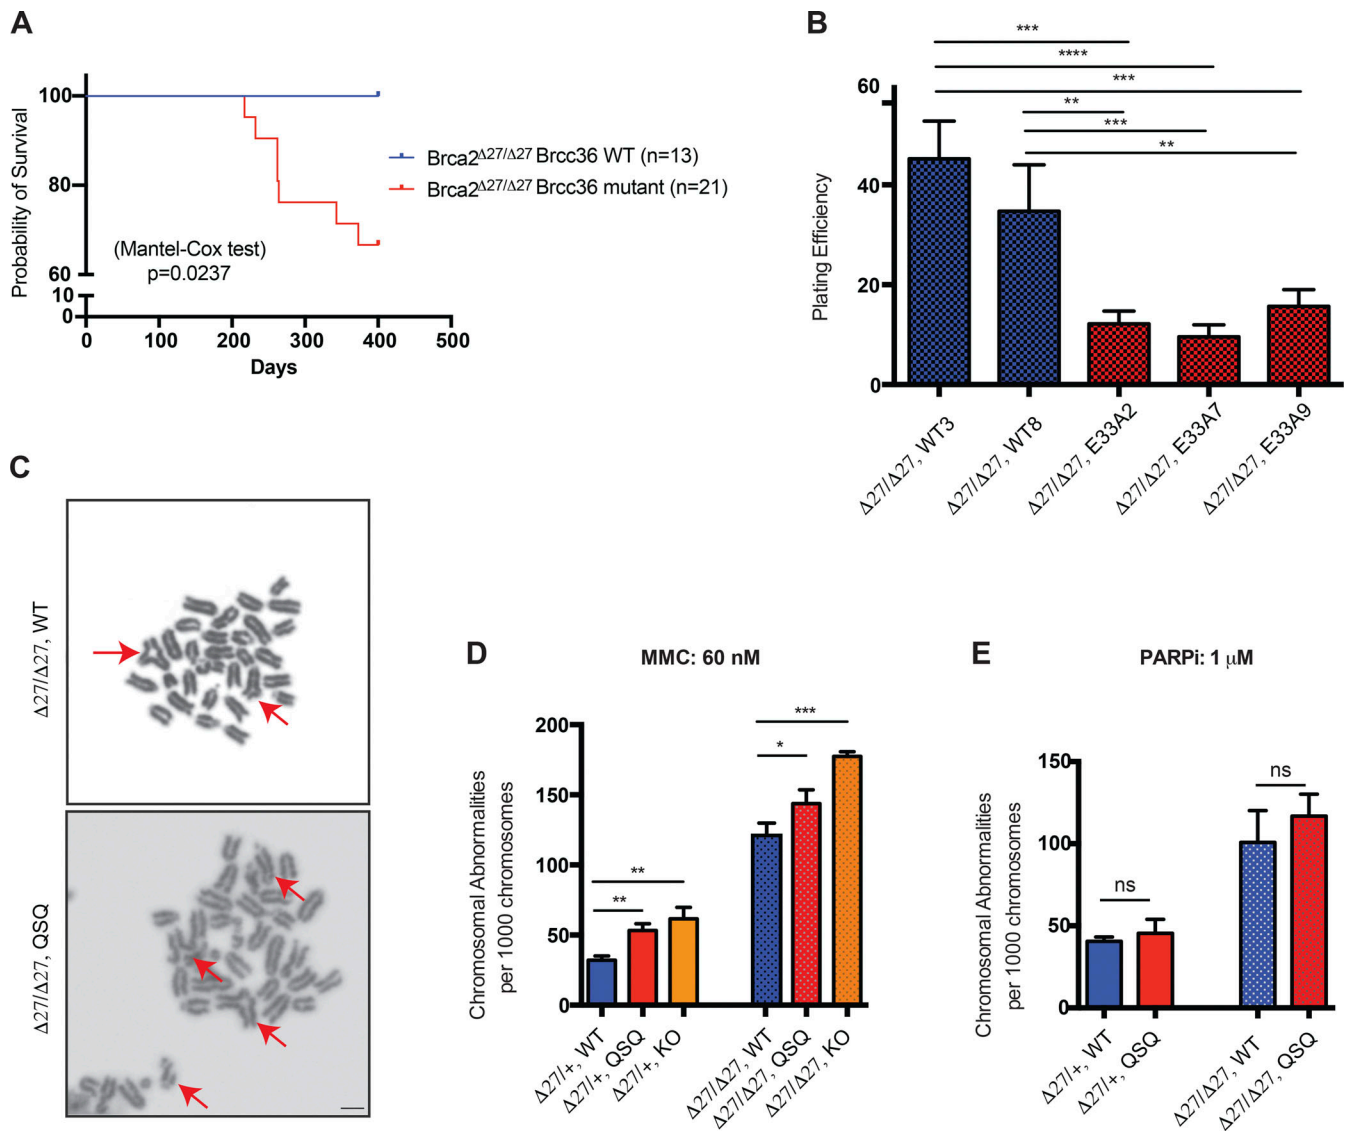 A
Probability of Survival
100
80
60
10
0
0 100 200 300 400 500
Days
(Mantel-Cox test)
p=0.0237
Brca2Δ27/Δ27 Brcc36 WT (n=13)
Brca2Δ27/Δ27 Brcc36 mutant (n=21)
B
Plating Efficiency
60
40
20
0
***
****
***
**
***
**
Δ27/Δ27, WT3
Δ27/Δ27, WT8
Δ27/Δ27, E33A2
Δ27/Δ27, E33A7
Δ27/Δ27, E33A9
C
Δ27/Δ27, WT
Δ27/Δ27, QSQ
D
MMC: 60 nM
Chromosomal Abnormalities
per 1000 chromosomes
200
150
100
50
0
**
**
***
*
Δ27/+, WT
Δ27/+, QSQ
Δ27/+, KO
Δ27/Δ27, WT
Δ27/Δ27, QSQ
Δ27/Δ27, KO
E
PARPi: 1 μM
Chromosomal Abnormalities
per 1000 chromosomes
150
100
50
0
ns
ns
Δ27/+, WT
Δ27/+, QSQ
Δ27/Δ27, WT
Δ27/Δ27, QSQ